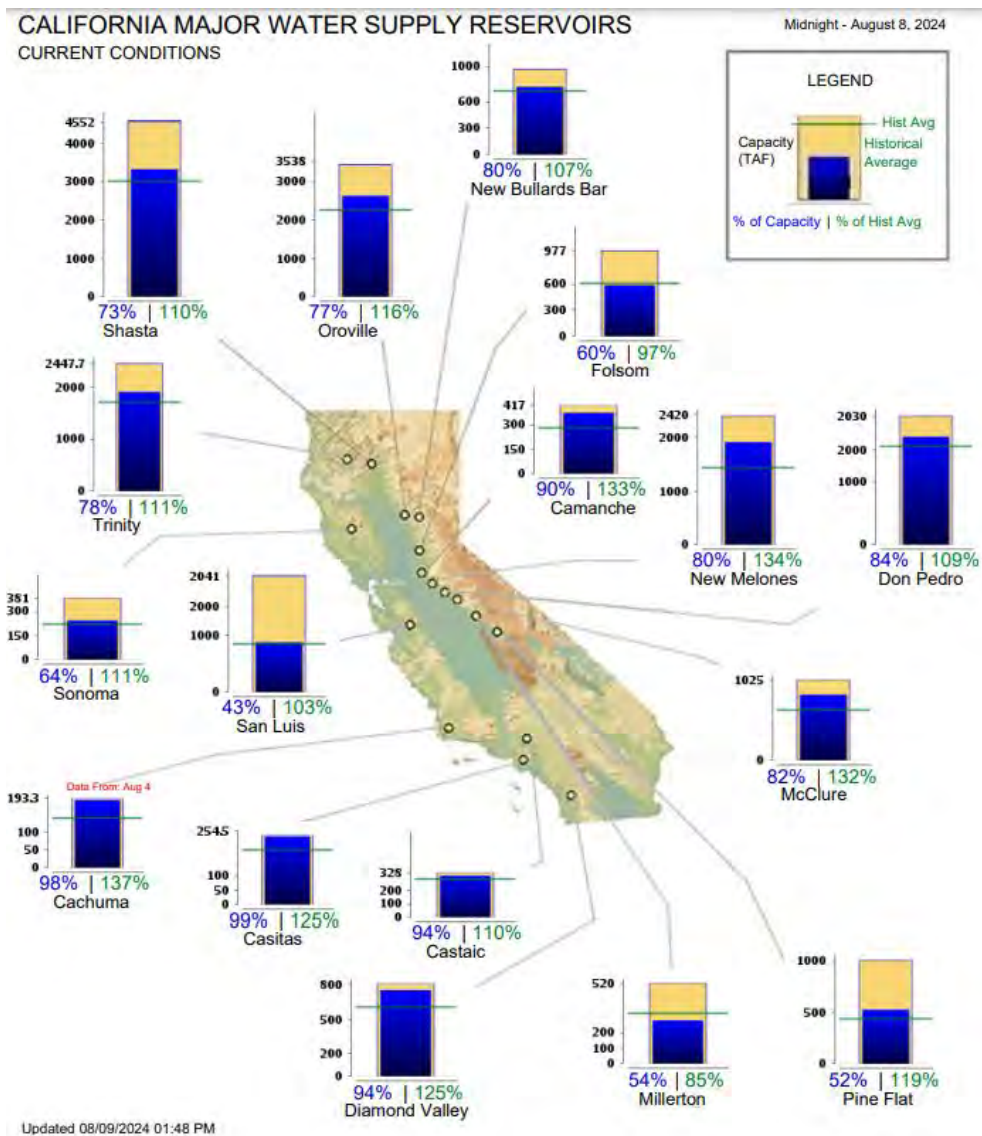 CALIFORNIA MAJOR WATER SUPPLY RESERVOIRS
Midnight - August 8, 2024
CURRENT CONDITIONS
LEGEND
Hist Avg
Capacity
(TAF)
Historical
Average
% of Capacity | % of Hist Avg
1000
600
300
0
80% | 107%
New Bullards Bar
4552
4000
3000
2000
1000
0
73% | 110%
Shasta
3538
3000
2000
1000
0
77% | 116%
Oroville
977
600
300
0
60% | 97%
Folsom
2447.7
2000
1000
0
78% | 111%
Trinity
417
300
150
0
90% | 133%
Camanche
2420
2000
1000
0
80% | 134%
New Melones
2030
2000
1000
0
84% | 109%
Don Pedro
381
300
150
0
64% | 111%
Sonoma
2041
2000
1000
0
43% | 103%
San Luis
1025
0
82% | 132%
McClure
Data From: Aug 4
193.3
100
50
0
98% | 137%
Cachuma
254.5
100
50
0
99% | 125%
Casitas
325
200
100
0
94% | 110%
Castaic
800
500
200
0
94% | 125%
Diamond Valley
520
200
100
0
54% | 85%
Millerton
1000
500
0
52% | 119%
Pine Flat
Updated 08/09/2024 01:48 PM